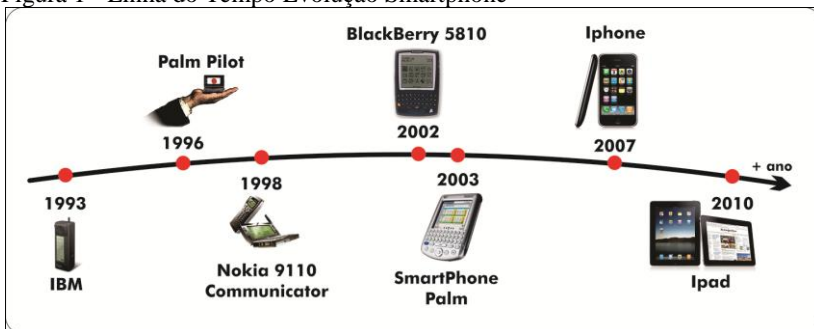 Figura 1 - Linha do Tempo Evolução Smartphone
BlackBerry 5810
Iphone
Palm Pilot
1996
2002
2007
+ ano
1993
1998
2003
2010
IBM
Nokia 9110
Communicator
SmartPhone
Palm
Ipad